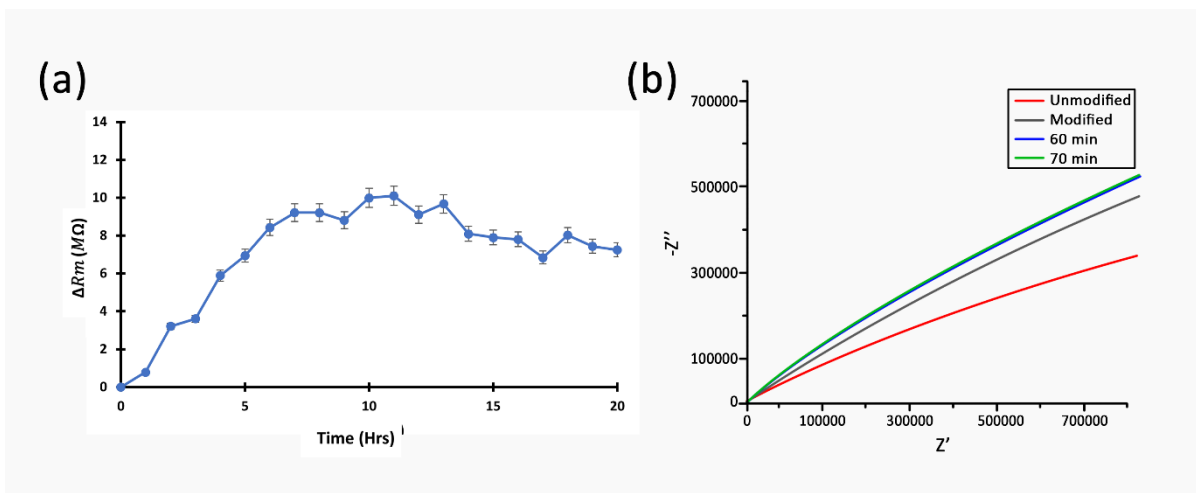 (a)
14
12
10
8
6
4
2
0
ΔRm (MΩ)
0 5 10 15 20
Time (Hrs)
(b)
700000
500000
300000
100000
0
-Z''
Unmodified
Modified
60 min
70 min
0 100000 300000 500000 700000
Z'